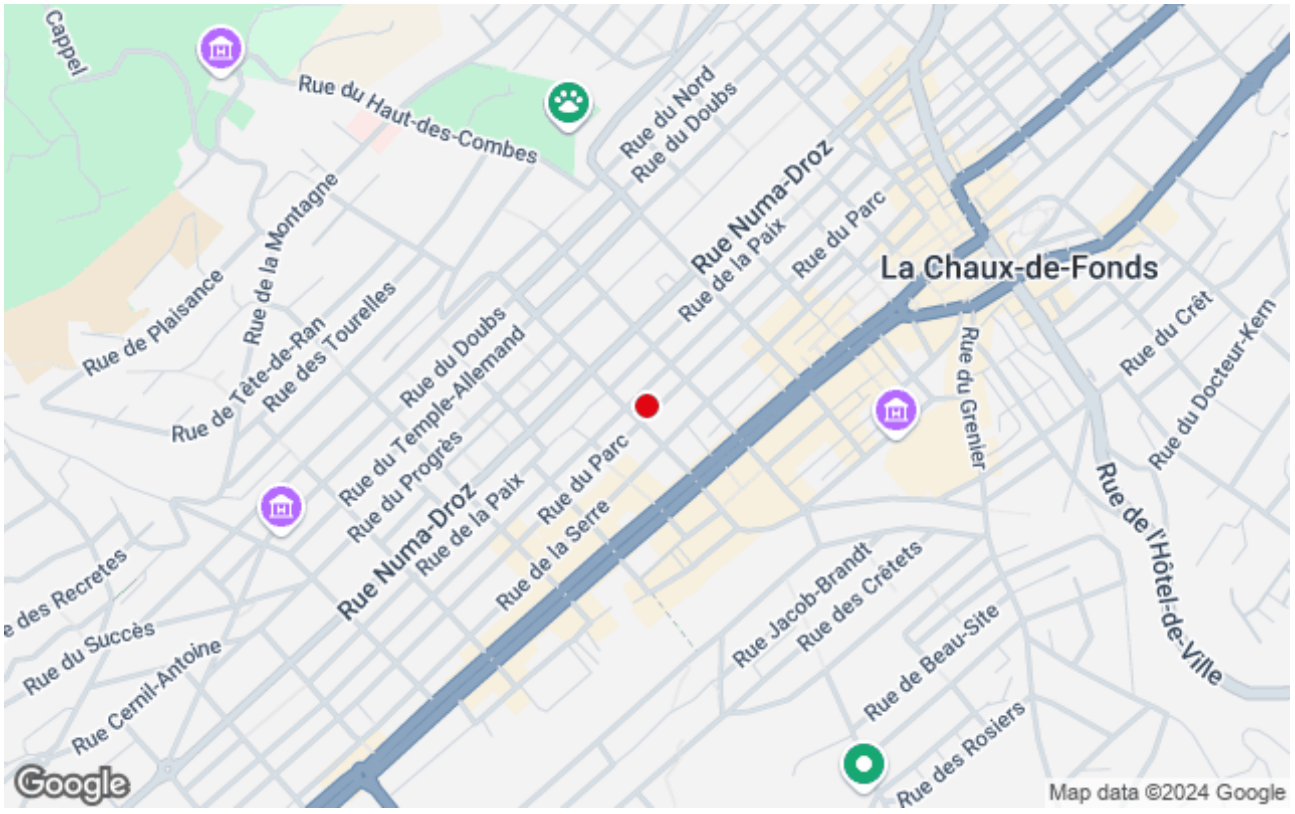 Cappel
Rue du Haut-des-Combes
Rue du Nord
Rue du Doubs
Rue Numa-Droz
Rue de la Paix
Rue du Parc
La Chaux-de-Fonds
Rue de la Montagne
Rue de Plaisance
Rue de Tête-de-Ran
Rue des Tourelles
Rue du Doubs
Rue du Temple-Allemand
Rue du Progrès
Rue Numa-Droz
Rue de la Paix
Rue du Parc
Rue de la Serre
Rue du Grenier
Rue du Crêt
Rue du Docteur-Kern
Rue de l'Hôtel-de-Ville
e des Recretes
Rue du Succès
Rue Cernil-Antoine
Rue Jacob-Brandt
Rue des Crêtets
Rue de Beau-Site
Rue des Rosiers
Google
Map data ©2024 Google